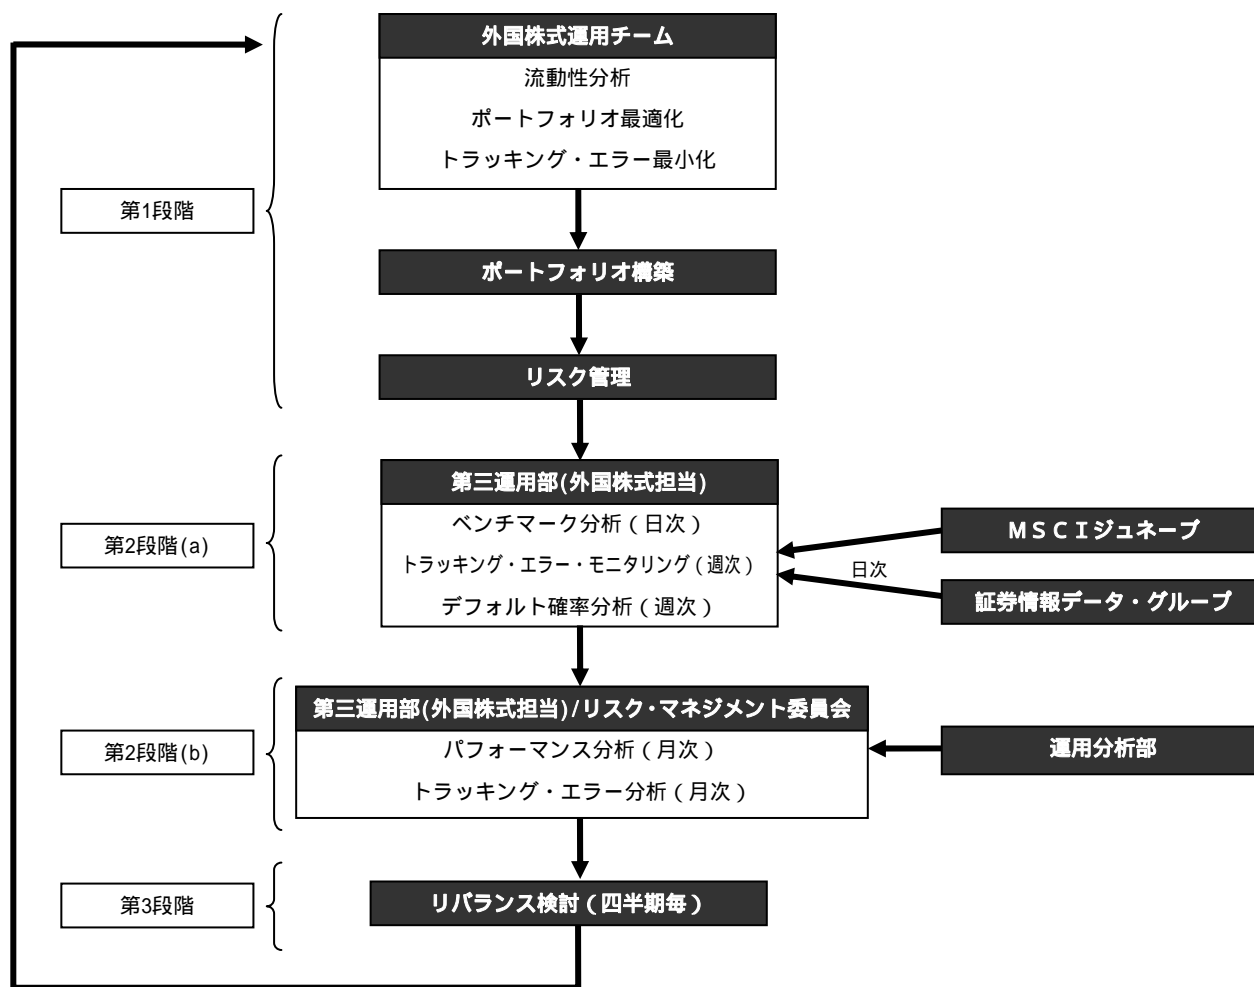 外国株式運用チーム
流動性分析
ポートフォリオ最適化
トラッキング・エラー最小化
第1段階
ポートフォリオ構築
リスク管理
第三運用部(外国株式担当)
ベンチマーク分析（日次）
トラッキング・エラー・モニタリング（週次）
デフォルト確率分析（週次）
第2段階(a)
ＭＳＣＩジュネーブ
日次
証券情報データ・グループ
第三運用部(外国株式担当)/リスク・マネジメント委員会
パフォーマンス分析（月次）
トラッキング・エラー分析（月次）
第2段階(b)
運用分析部
第3段階
リバランス検討（四半期毎）